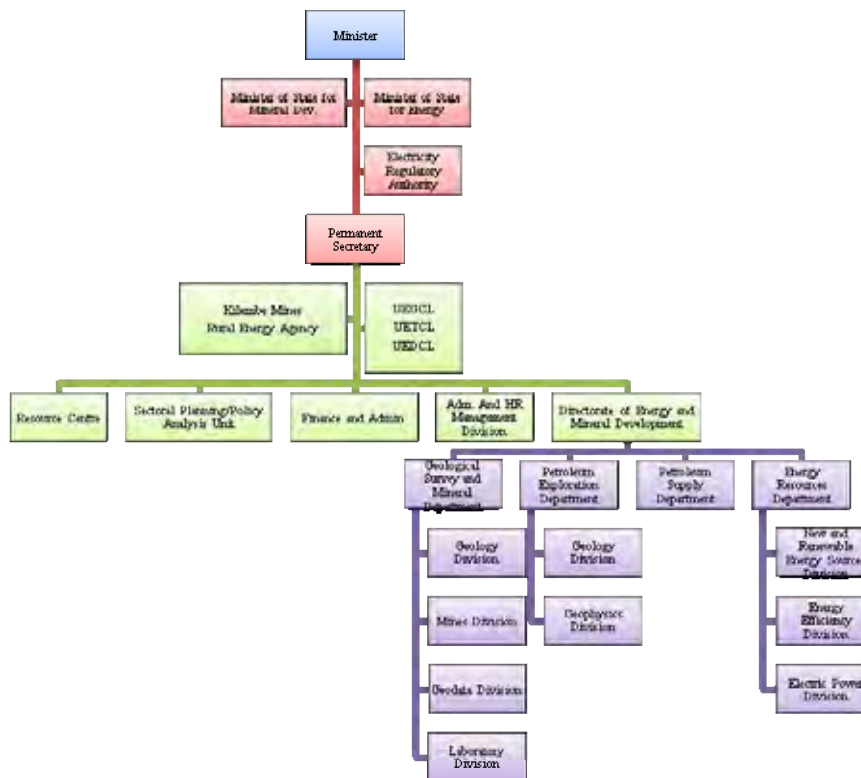 Minister
Minister of State for
Mineral Dev.
Minister of State
for Energy
Electricity
Regulatory
Authority
Permanent
Secretary
Kilembe Mines
Rural Energy Agency
UEGCL
UETCL
UEDCL
Resource Centre
Sectoral Planning/Policy
Analysis Unit
Finance and Admin
Adm. And HR
Management
Division
Directorate of Energy and
Mineral Development
Geological
Survey and
Mineral
Department
Petroleum
Exploration
Department
Petroleum
Supply
Department
Energy
Resources
Department
Geology
Division
Mines Division
Geodata Division
Laboratory
Division
Geology
Division
Geophysics
Division
New and
Renewable
Energy Source
Division
Energy
Efficiency
Division
Electric Power
Division